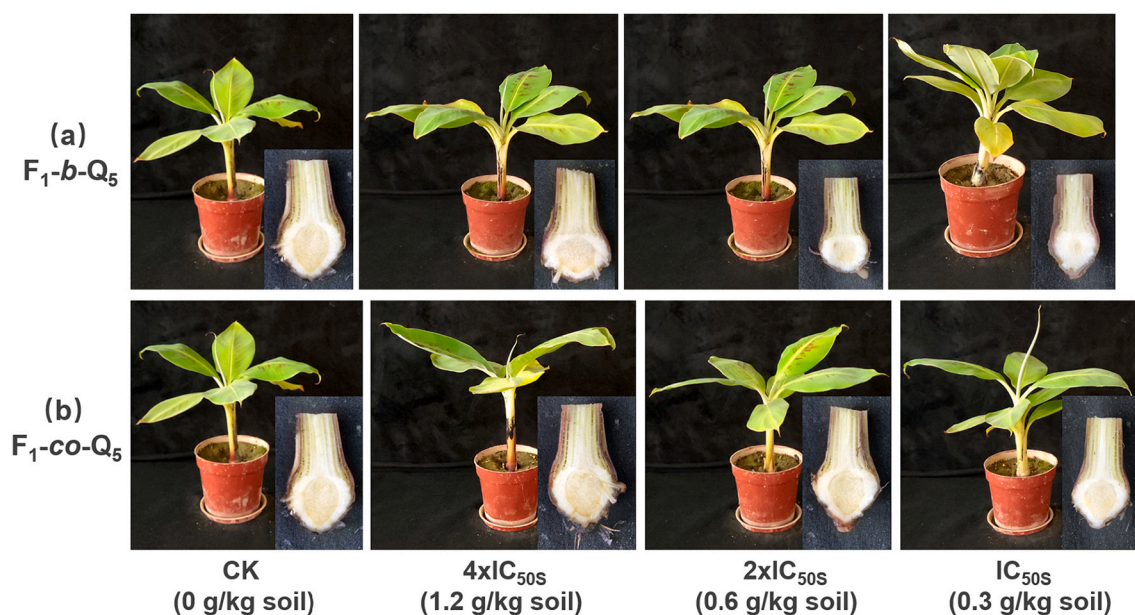 (a)
F₁-b-Q₅
(b)
F₁-co-Q₅
CK
(0 g/kg soil)
4xIC₅₀S
(1.2 g/kg soil)
2xIC₅₀S
(0.6 g/kg soil)
IC₅₀S
(0.3 g/kg soil)